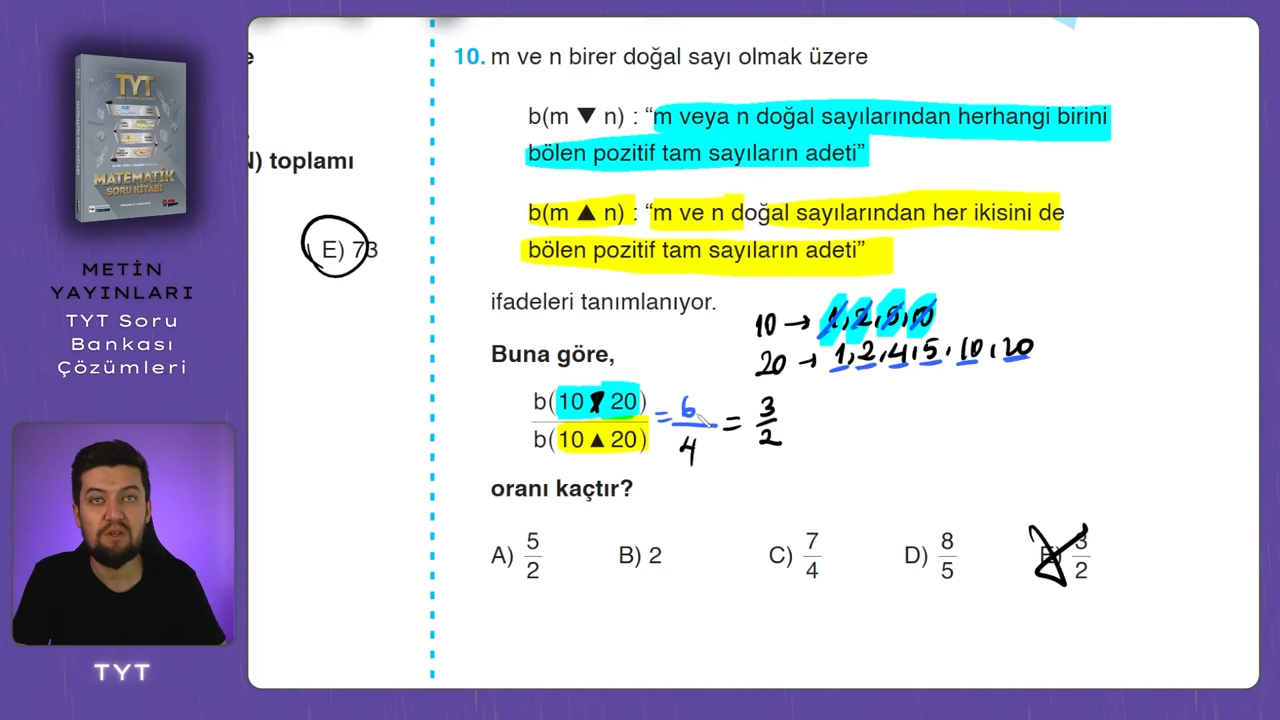 TYT
MATEMATİK
SORU KİTABI
METİN
YAYINLARI
TYT Soru
Bankası
Çözümleri
TYT
e
N) toplamı
E) 73
10. m ve n birer doğal sayı olmak üzere
b(m ▼ n) : “m veya n doğal sayılarından herhangi birini
bölen pozitif tam sayıların adeti”
b(m ▲ n) : “m ve n doğal sayılarından her ikisini de
bölen pozitif tam sayıların adeti”
ifadeleri tanımlanıyor.
10 → 1, 2, 5, 10
20 → 1, 2, 4, 5, 10, 20
Buna göre,
b(10 ▼ 20) = 6 = 3
b(10 ▲ 20) 4 2
oranı kaçtır?
A) 5/2 B) 2 C) 7/4 D) 8/5 E) 3/2